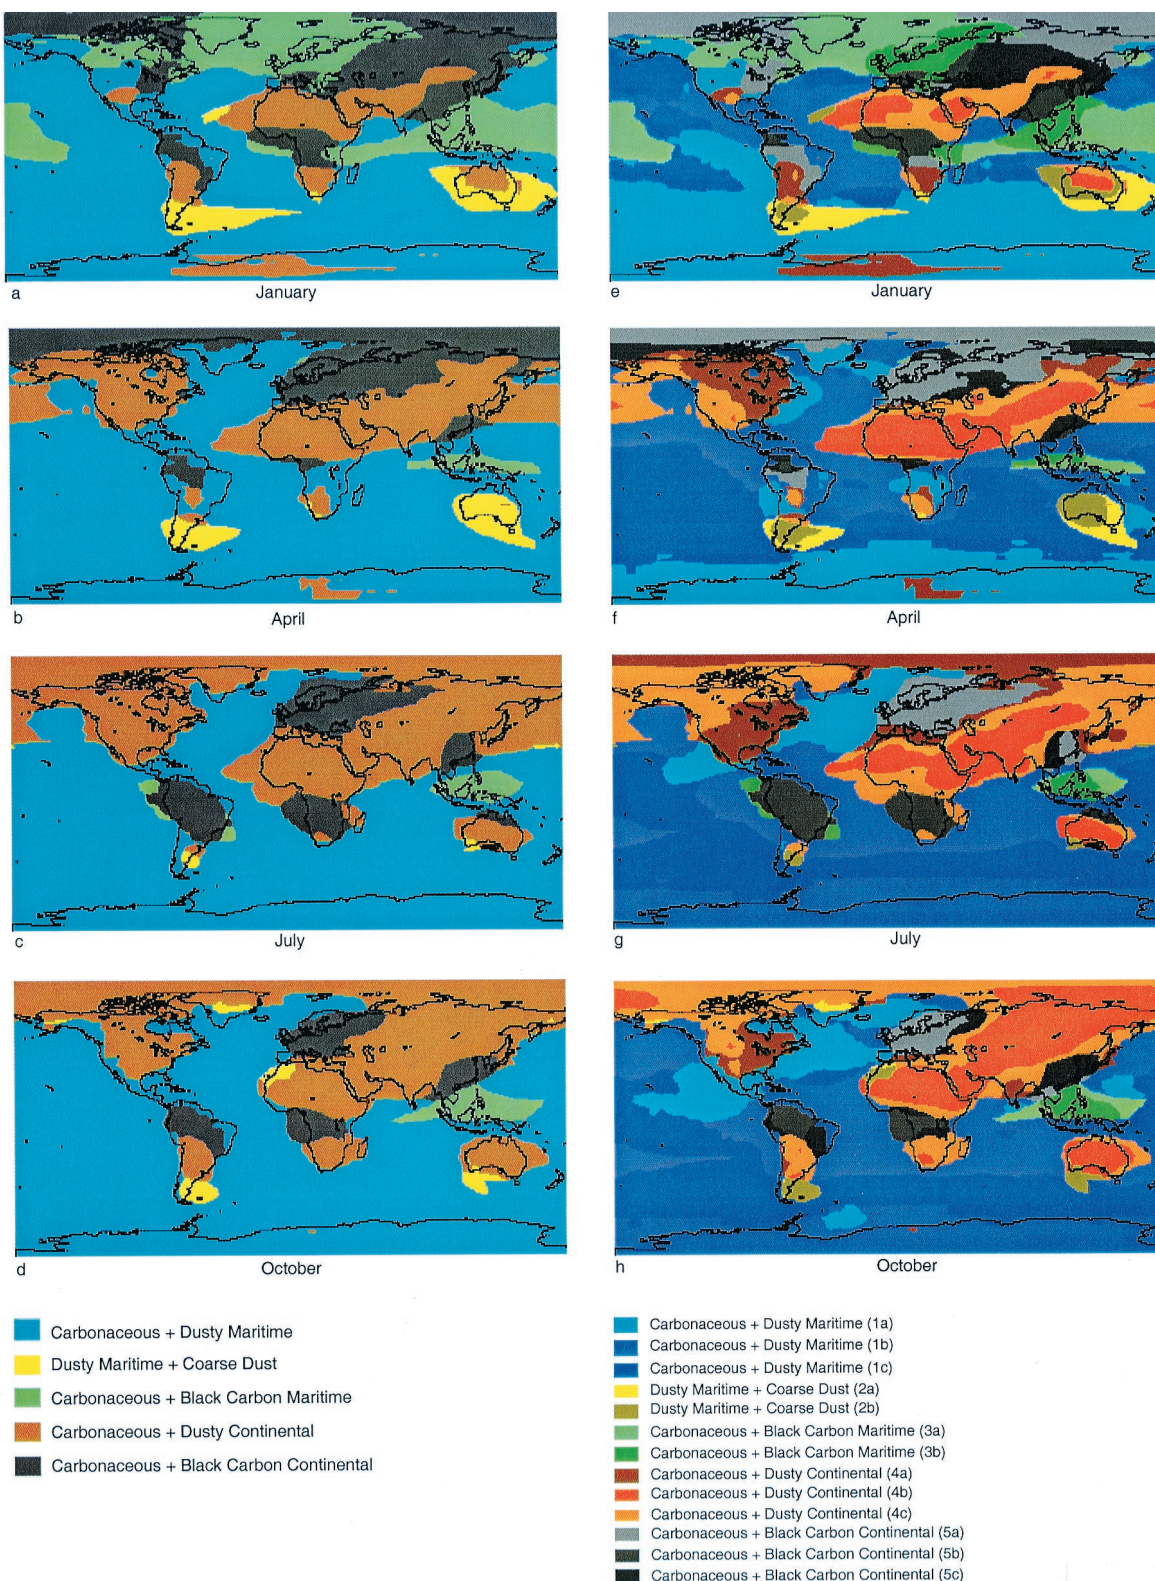 a
January
e
January
b
April
f
April
c
July
g
July
d
October
h
October
Carbonaceous + Dusty Maritime
Dusty Maritime + Coarse Dust
Carbonaceous + Black Carbon Maritime
Carbonaceous + Dusty Continental
Carbonaceous + Black Carbon Continental
Carbonaceous + Dusty Maritime (1a)
Carbonaceous + Dusty Maritime (1b)
Carbonaceous + Dusty Maritime (1c)
Dusty Maritime + Coarse Dust (2a)
Dusty Maritime + Coarse Dust (2b)
Carbonaceous + Black Carbon Maritime (3a)
Carbonaceous + Black Carbon Maritime (3b)
Carbonaceous + Dusty Continental (4a)
Carbonaceous + Dusty Continental (4b)
Carbonaceous + Dusty Continental (4c)
Carbonaceous + Black Carbon Continental (5a)
Carbonaceous + Black Carbon Continental (5b)
Carbonaceous + Black Carbon Continental (5c)